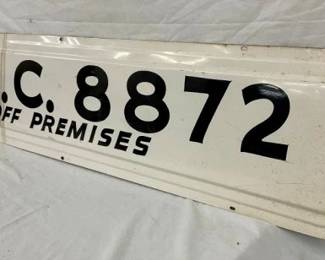 .C. 8872
OFF PREMISES